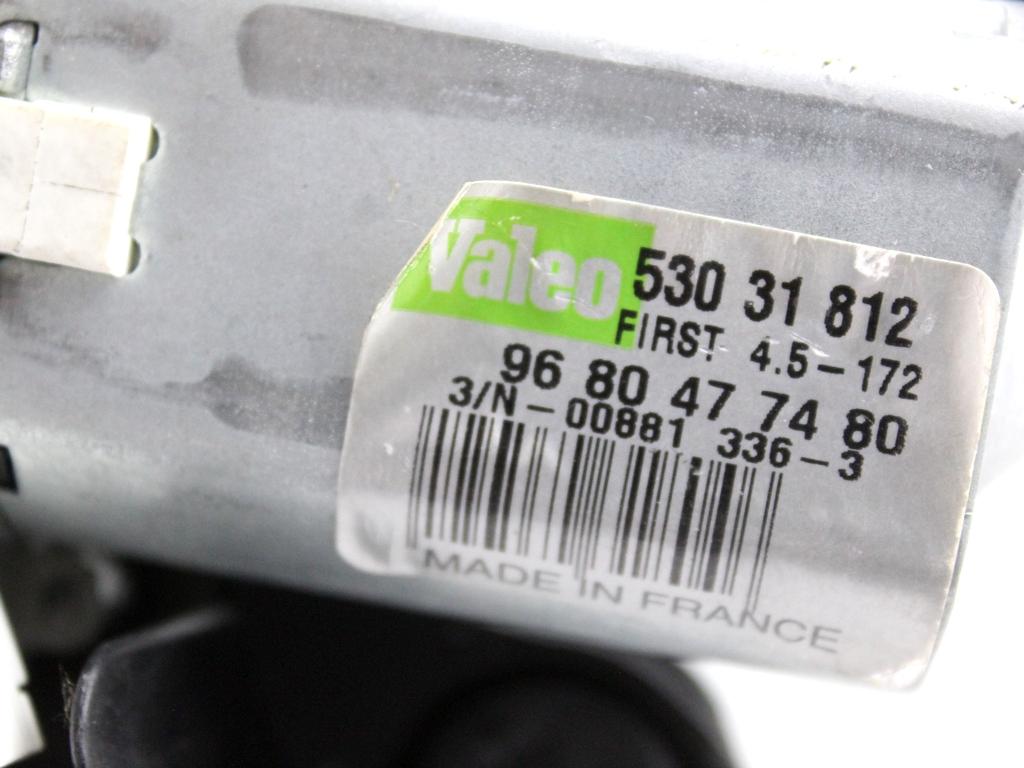 Valeo 530 31 812
FIRST 4.5-172
96 80 47 74 80
3/N-00881,336-3
MADE IN FRANCE